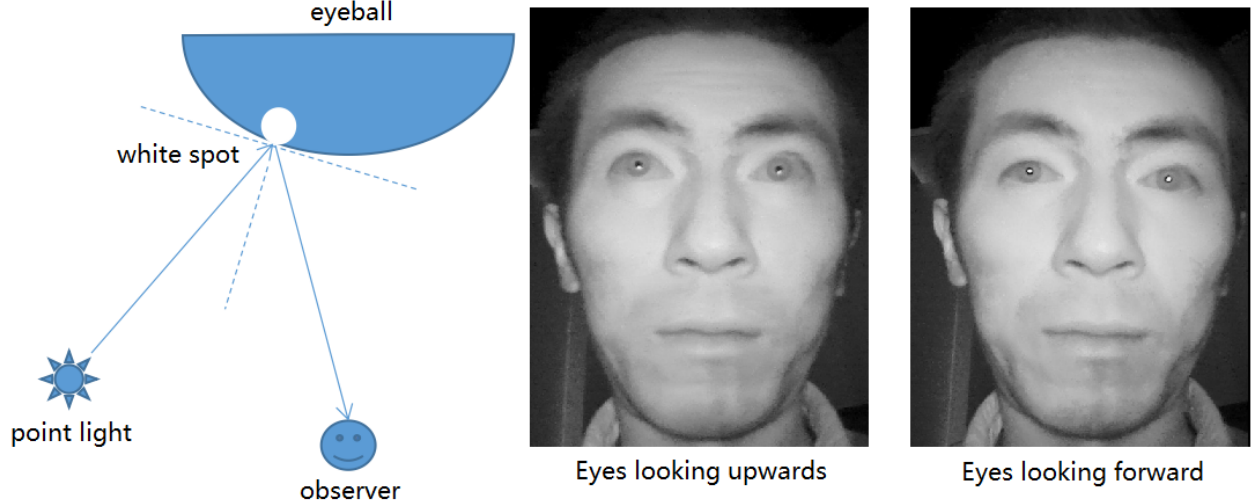 eyeball
white spot
point light
observer
Eyes looking upwards
Eyes looking forward